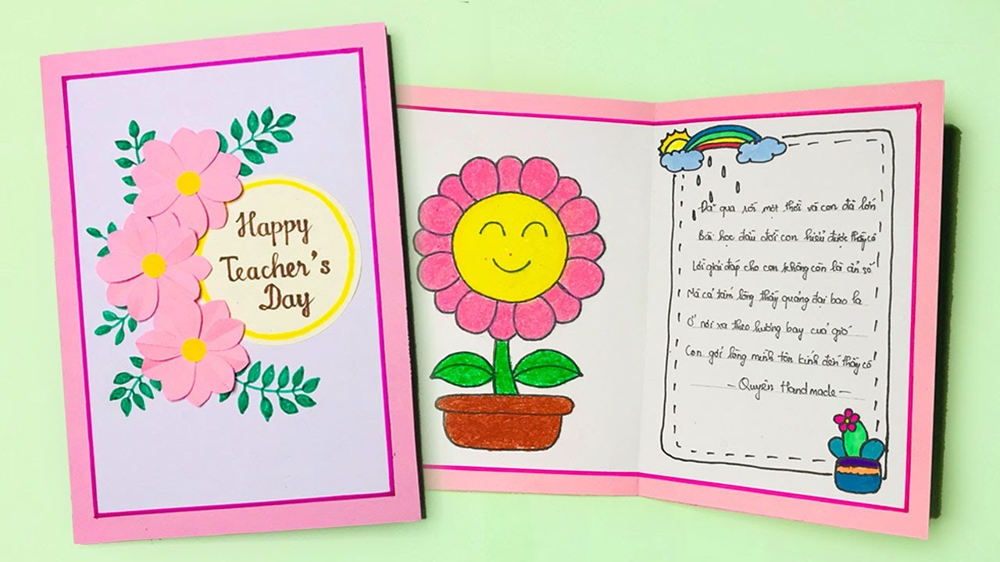 Happy
Teacher's
Day
Đã qua rồi một thời và con đã lớn
Bài học đầu đời con hiểu được thầy cô
Lời giải đáp cho con không còn là ẩn số
Mà cả tấm lòng thầy quảng đại bao la
Ở nơi xa theo hướng bay của gió
Con gởi lòng mình tôn kính đến thầy cô
- Quyên Handmade -